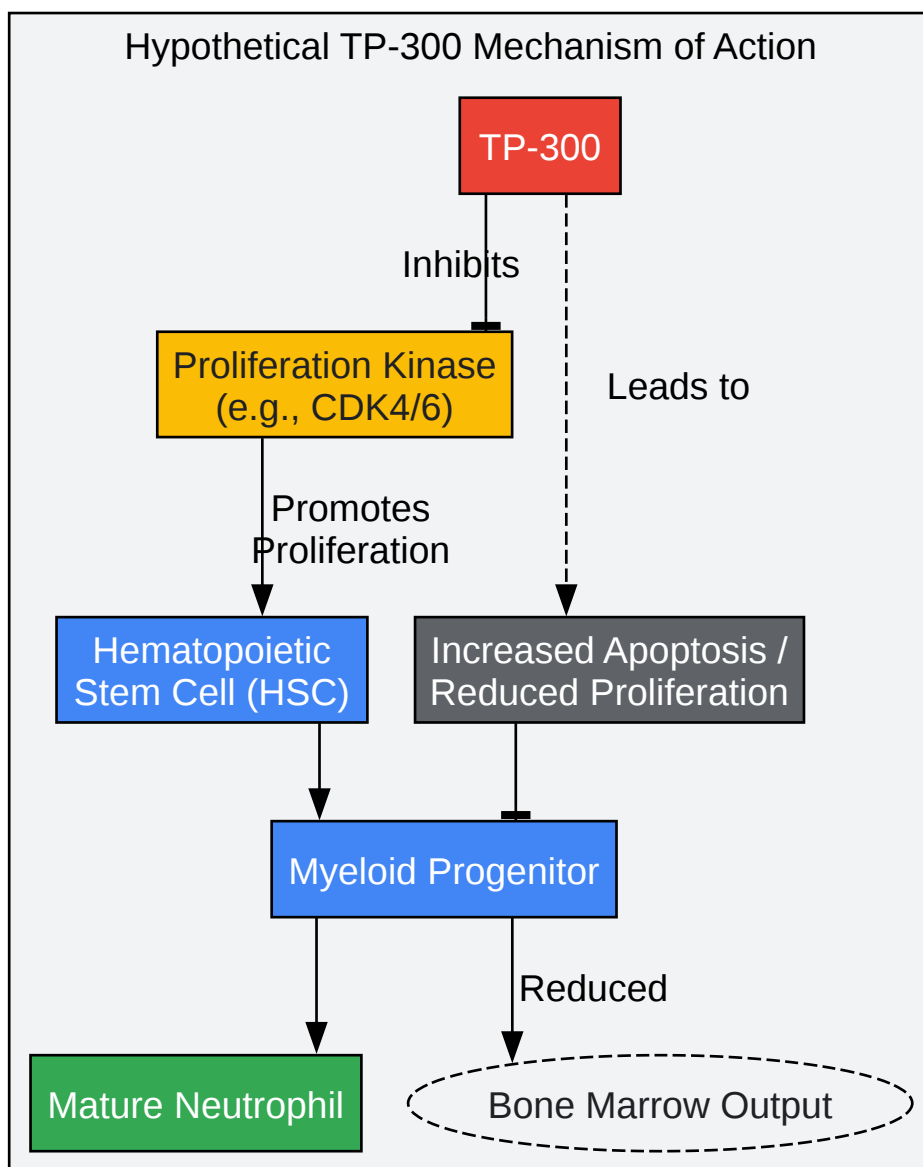 Hypothetical TP-300 Mechanism of Action
TP-300
Inhibits
Proliferation Kinase
(e.g., CDK4/6)
Leads to
Promotes
Proliferation
Hematopoietic
Stem Cell (HSC)
Increased Apoptosis /
Reduced Proliferation
Myeloid Progenitor
Reduced
Mature Neutrophil
Bone Marrow Output